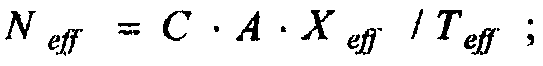 N eff = C · A · X eff / T eff ;